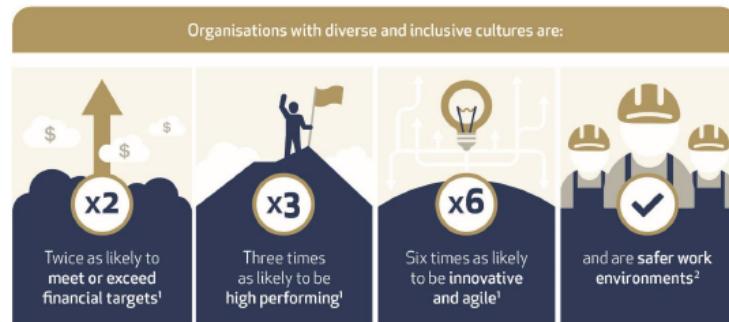 Organisations with diverse and inclusive cultures are:
$
$
$
x2
Twice as likely to
meet or exceed
financial targets¹
x3
Three times
as likely to be
high performing¹
x6
Six times as likely
to be innovative
and agile¹
and are safer work
environments²